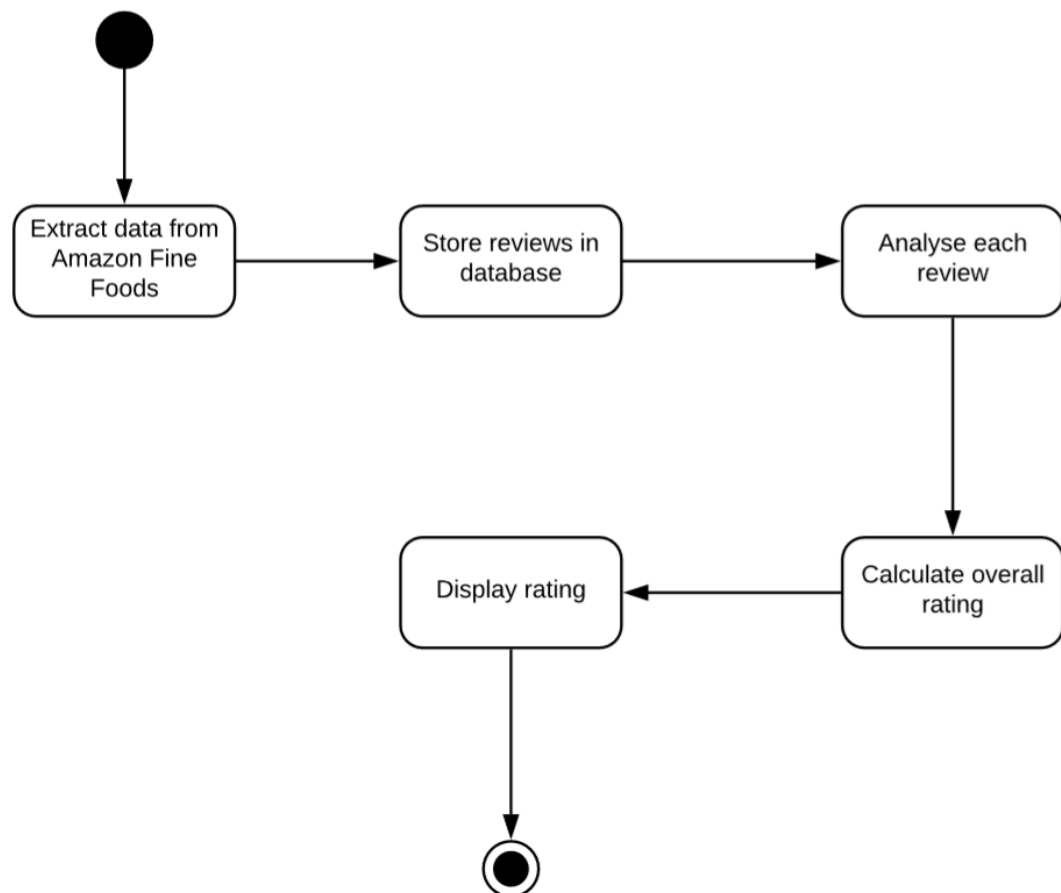 Extract data from
Amazon Fine
Foods
Store reviews in
database
Analyse each
review
Calculate overall
rating
Display rating